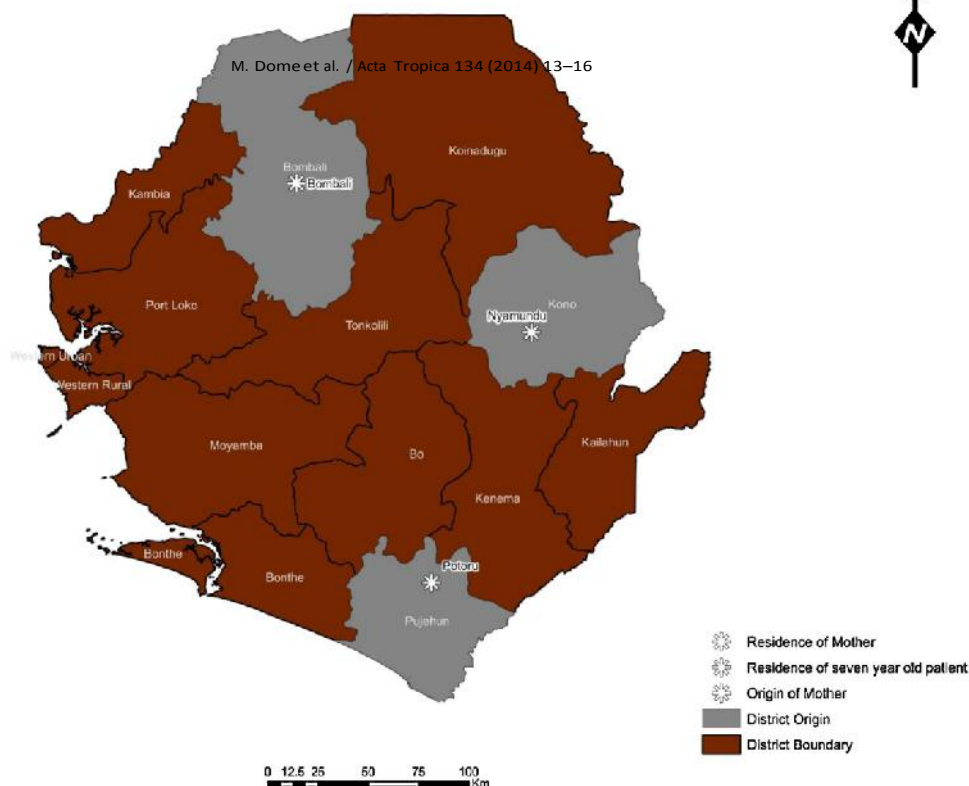 N
M. Dome et al. / Acta Tropica 134 (2014) 13–16
Koinadugu
Bombali
Bombali
Kambia
Port Loko
Kono
Nyamundu
Tonkolili
Western Urban
Western Rural
Moyamba
Bo
Kailahun
Kenema
Bonthe
Bonthe
Potoru
Pujehun
Residence of Mother
Residence of seven year old patient
Origin of Mother
District Origin
District Boundary
0 12.5 25 50 75 100
Km